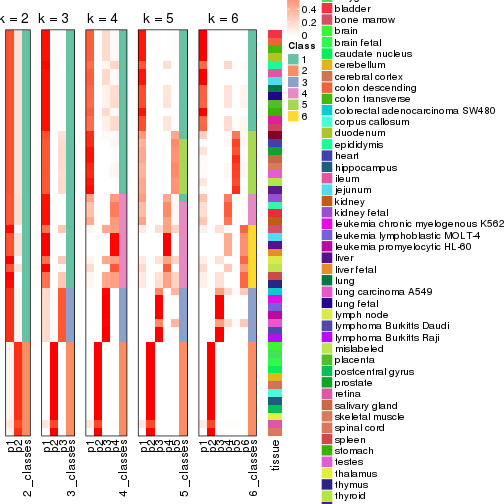 k = 2
k = 3
k = 4
k = 5
k = 6
0.4
0.2
0
Class
1
2
3
4
5
6
bladder
bone marrow
brain
brain fetal
caudate nucleus
cerebellum
cerebral cortex
colon descending
colon transverse
colorectal adenocarcinoma SW480
corpus callosum
duodenum
epididymis
heart
hippocampus
ileum
jejunum
kidney
kidney fetal
leukemia chronic myelogenous K562
leukemia lymphoblastic MOLT-4
leukemia promyelocytic HL-60
liver
liver fetal
lung
lung carcinoma A549
lung fetal
lymph node
lymphoma Burkitts Daudi
lymphoma Burkitts Raji
mislabeled
placenta
postcentral gyrus
prostate
retina
salivary gland
skeletal muscle
spinal cord
spleen
stomach
testes
thalamus
thymus
thyroid
p1
p2
2_classes
p1
p2
p3
3_classes
p1
p2
p3
p4
4_classes
p1
p2
p3
p4
p5
5_classes
p1
p2
p3
p4
p5
p6
6_classes
tissue